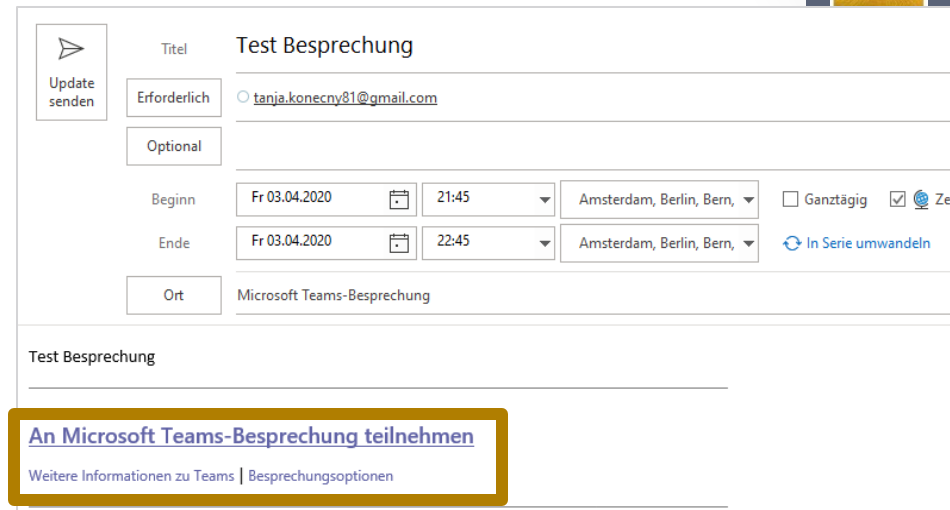 Titel Test Besprechung
Update senden
Erforderlich tanja.konecny81@gmail.com
Optional
Beginn Fr 03.04.2020 21:45 Amsterdam, Berlin, Bern, Ganztägig Ze
Ende Fr 03.04.2020 22:45 Amsterdam, Berlin, Bern, In Serie umwandeln
Ort Microsoft Teams-Besprechung
Test Besprechung
An Microsoft Teams-Besprechung teilnehmen
Weitere Informationen zu Teams | Besprechungsoptionen